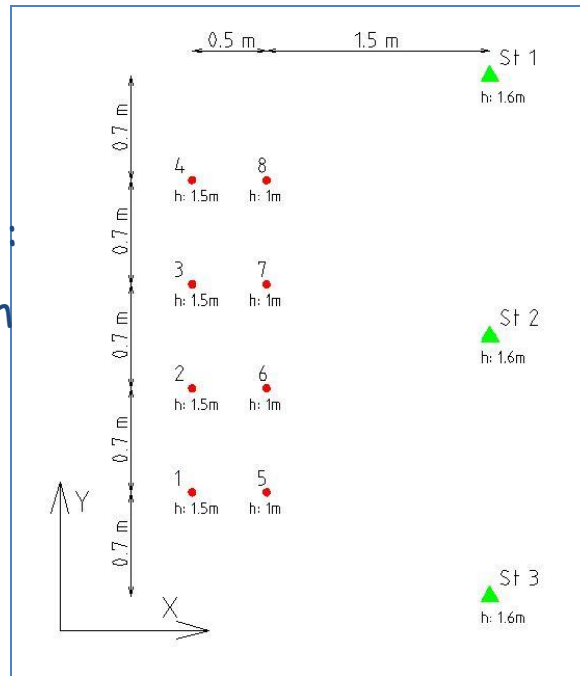 0.5 m 1.5 m
St 1
h: 1.6m
0.7 m
4 8
h: 1.5m h: 1m
0.7 m
:
3 7
h: 1.5m h: 1m
n
0.7 m
St 2
h: 1.6m
2 6
h: 1.5m h: 1m
0.7 m
1 5
h: 1.5m h: 1m
Y
0.7 m
St 3
X
h: 1.6m